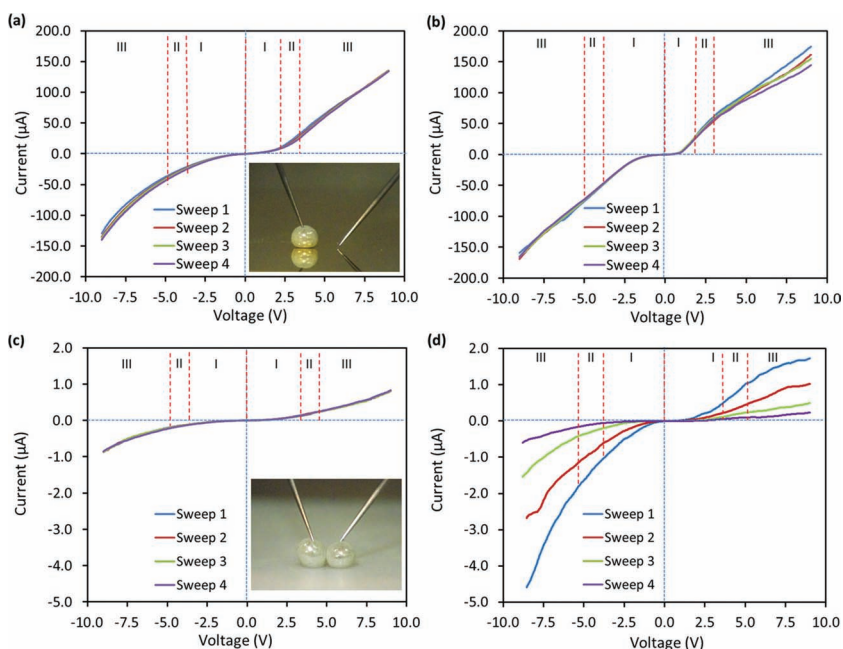 (a)
200.0
150.0
100.0
50.0
0.0
-50.0
-100.0
-150.0
-200.0
Current (µA)
III
II
I
I
II
III
Sweep 1
Sweep 2
Sweep 3
Sweep 4
-10.0 -7.5 -5.0 -2.5 0.0 2.5 5.0 7.5 10.0
Voltage (V)
(b)
200.0
150.0
100.0
50.0
0.0
-50.0
-100.0
-150.0
-200.0
Current (µA)
III
II
I
I
II
III
Sweep 1
Sweep 2
Sweep 3
Sweep 4
-10.0 -7.5 -5.0 -2.5 0.0 2.5 5.0 7.5 10.0
Voltage (V)
(c)
2.0
1.0
0.0
-1.0
-2.0
-3.0
-4.0
-5.0
Current (µA)
III
II
I
I
II
III
Sweep 1
Sweep 2
Sweep 3
Sweep 4
-10.0 -7.5 -5.0 -2.5 0.0 2.5 5.0 7.5 10.0
Voltage (V)
(d)
2.0
1.0
0.0
-1.0
-2.0
-3.0
-4.0
-5.0
Current (µA)
III
II
I
I
II
III
Sweep 1
Sweep 2
Sweep 3
Sweep 4
-10.0 -7.5 -5.0 -2.5 0.0 2.5 5.0 7.5 10.0
Voltage (V)